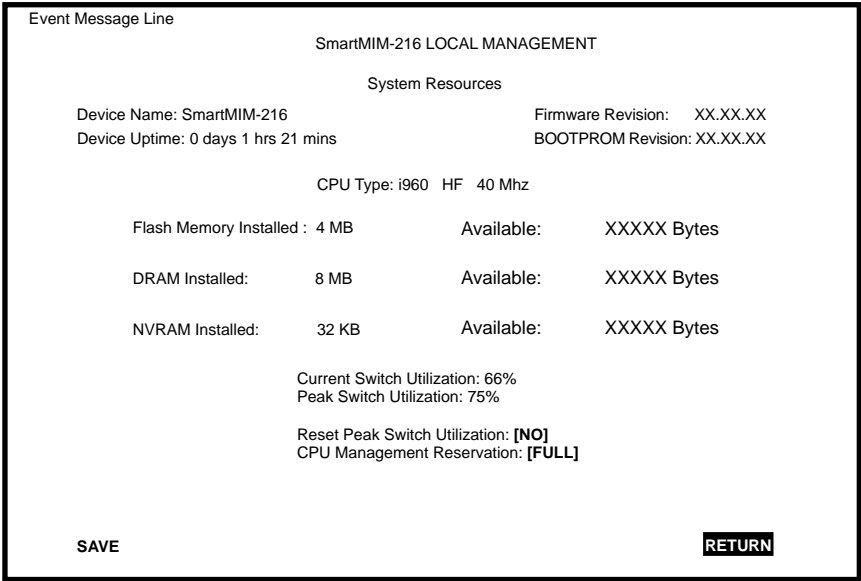 Event Message Line
SmartMIM-216 LOCAL MANAGEMENT
System Resources
Device Name: SmartMIM-216 Firmware Revision: XX.XX.XX
Device Uptime: 0 days 1 hrs 21 mins BOOTPROM Revision: XX.XX.XX
CPU Type: i960 HF 40 Mhz
Flash Memory Installed : 4 MB Available: XXXXX Bytes
DRAM Installed: 8 MB Available: XXXXX Bytes
NVRAM Installed: 32 KB Available: XXXXX Bytes
Current Switch Utilization: 66%
Peak Switch Utilization: 75%
Reset Peak Switch Utilization: [NO]
CPU Management Reservation: [FULL]
SAVE RETURN